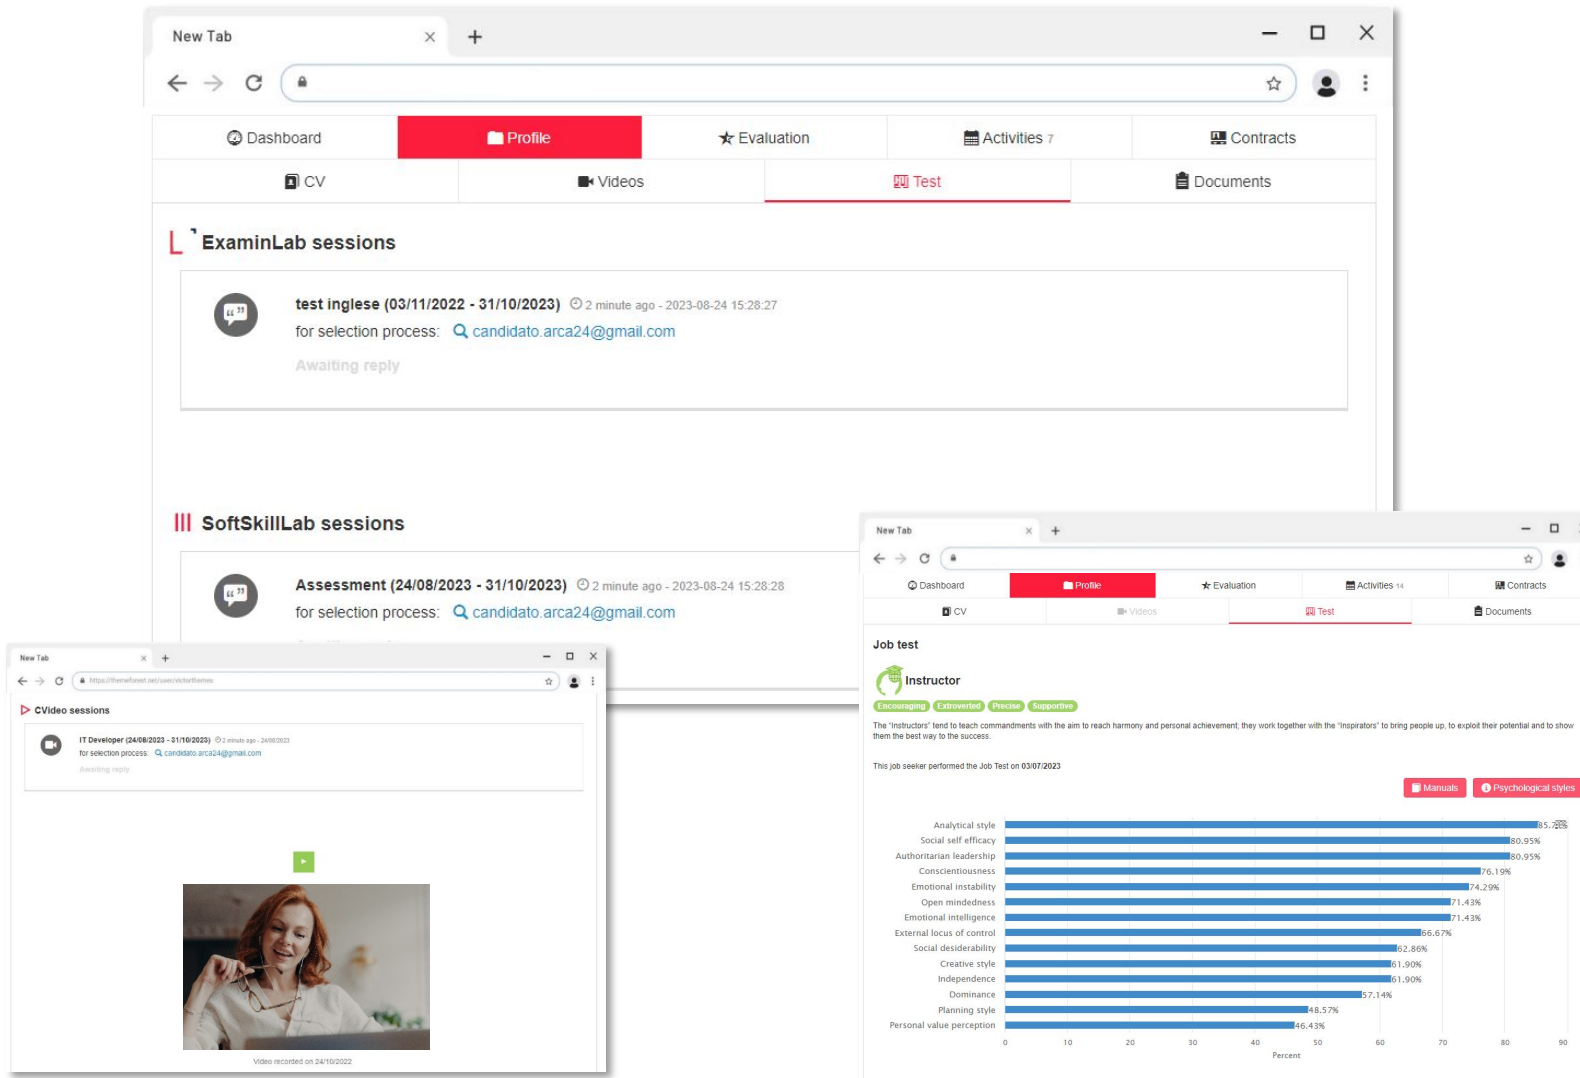 New Tab
Dashboard
Profile
Evaluation
Activities 7
Contracts
CV
Videos
Test
Documents
ExaminLab sessions
test inglese (03/11/2022 - 31/10/2023) 2 minute ago - 2023-08-24 15:28:27
for selection process: candidato.arca24@gmail.com
Awaiting reply
SoftSkillLab sessions
Assessment (24/08/2023 - 31/10/2023) 2 minute ago - 2023-08-24 15:28:28
for selection process: candidato.arca24@gmail.com
New Tab
https://themeforest.net/user/victorthemes
CVideo sessions
IT Developer (24/08/2023 - 31/10/2023) 2 minute ago - 24/08/2023
for selection process: candidato.arca24@gmail.com
Awaiting reply
Video recorded on 24/10/2022
New Tab
Dashboard
Profile
Evaluation
Activities 14
Contracts
CV
Videos
Test
Documents
Job test
Instructor
Encouraging Extroverted Precise Supportive
The "Instructors" tend to teach commandments with the aim to reach harmony and personal achievement; they work together with the "Inspirators" to bring people up, to exploit their potential and to show
them the best way to the success.
This job seeker performed the Job Test on 03/07/2023
Manuals
Psychological styles
Analytical style
Social self efficacy 80.95%
Authoritarian leadership 80.95%
Conscientiousness 76.19%
Emotional instability 74.29%
Open mindedness 71.43%
Emotional intelligence 71.43%
External locus of control 66.67%
Social desiderability 62.86%
Creative style 61.90%
Independence 61.90%
Dominance 57.14%
Planning style 48.57%
Personal value perception 46.43%
0 10 20 30 40 50 60 70 80 90
Percent